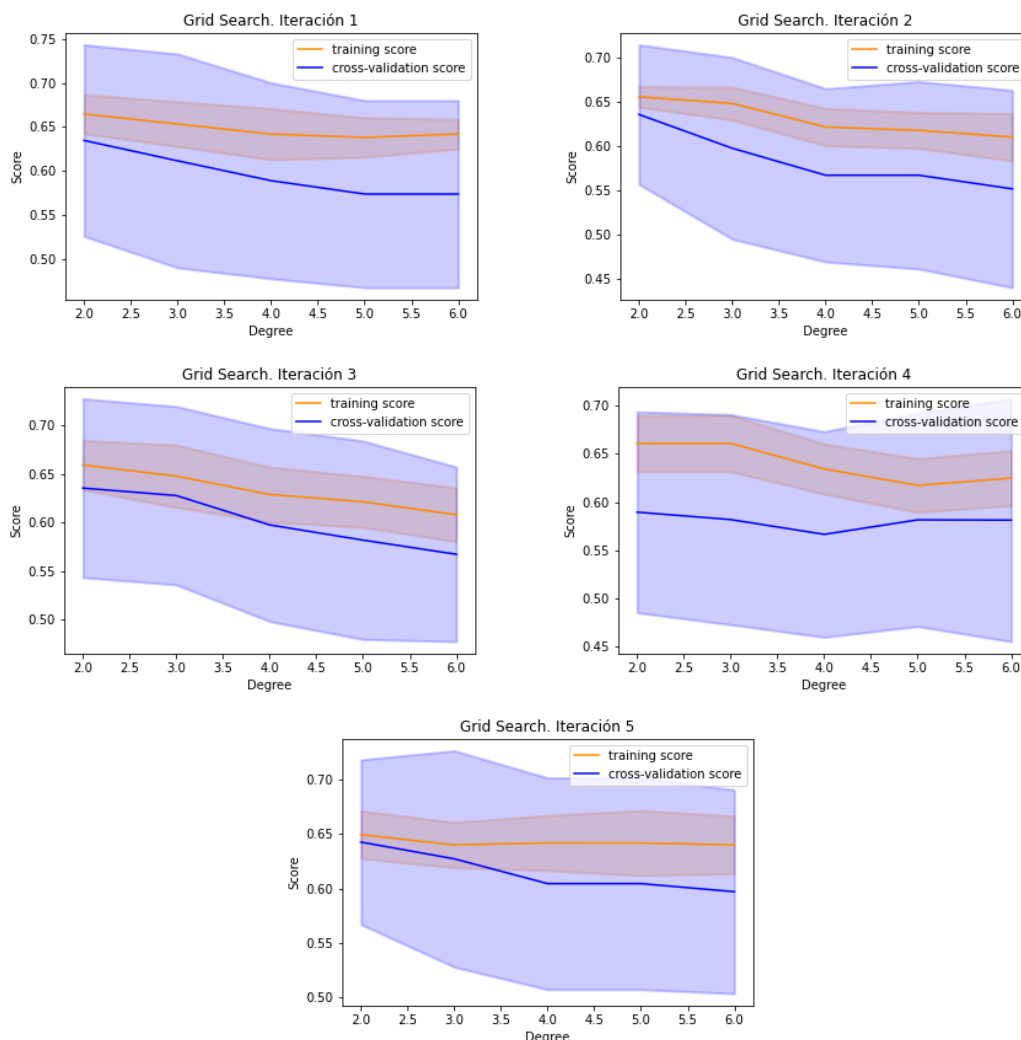 Grid Search. Iteración 1
training score
cross-validation score
0.75
0.70
0.65
0.60
0.55
0.50
Score
2.0 2.5 3.0 3.5 4.0 4.5 5.0 5.5 6.0
Degree
Grid Search. Iteración 2
training score
cross-validation score
0.70
0.65
0.60
0.55
0.50
0.45
Score
2.0 2.5 3.0 3.5 4.0 4.5 5.0 5.5 6.0
Degree
Grid Search. Iteración 3
training score
cross-validation score
0.70
0.65
0.60
0.55
0.50
Score
2.0 2.5 3.0 3.5 4.0 4.5 5.0 5.5 6.0
Degree
Grid Search. Iteración 4
training score
cross-validation score
0.70
0.65
0.60
0.55
0.50
0.45
Score
2.0 2.5 3.0 3.5 4.0 4.5 5.0 5.5 6.0
Degree
Grid Search. Iteración 5
training score
cross-validation score
0.70
0.65
0.60
0.55
0.50
Score
2.0 2.5 3.0 3.5 4.0 4.5 5.0 5.5 6.0
Degree